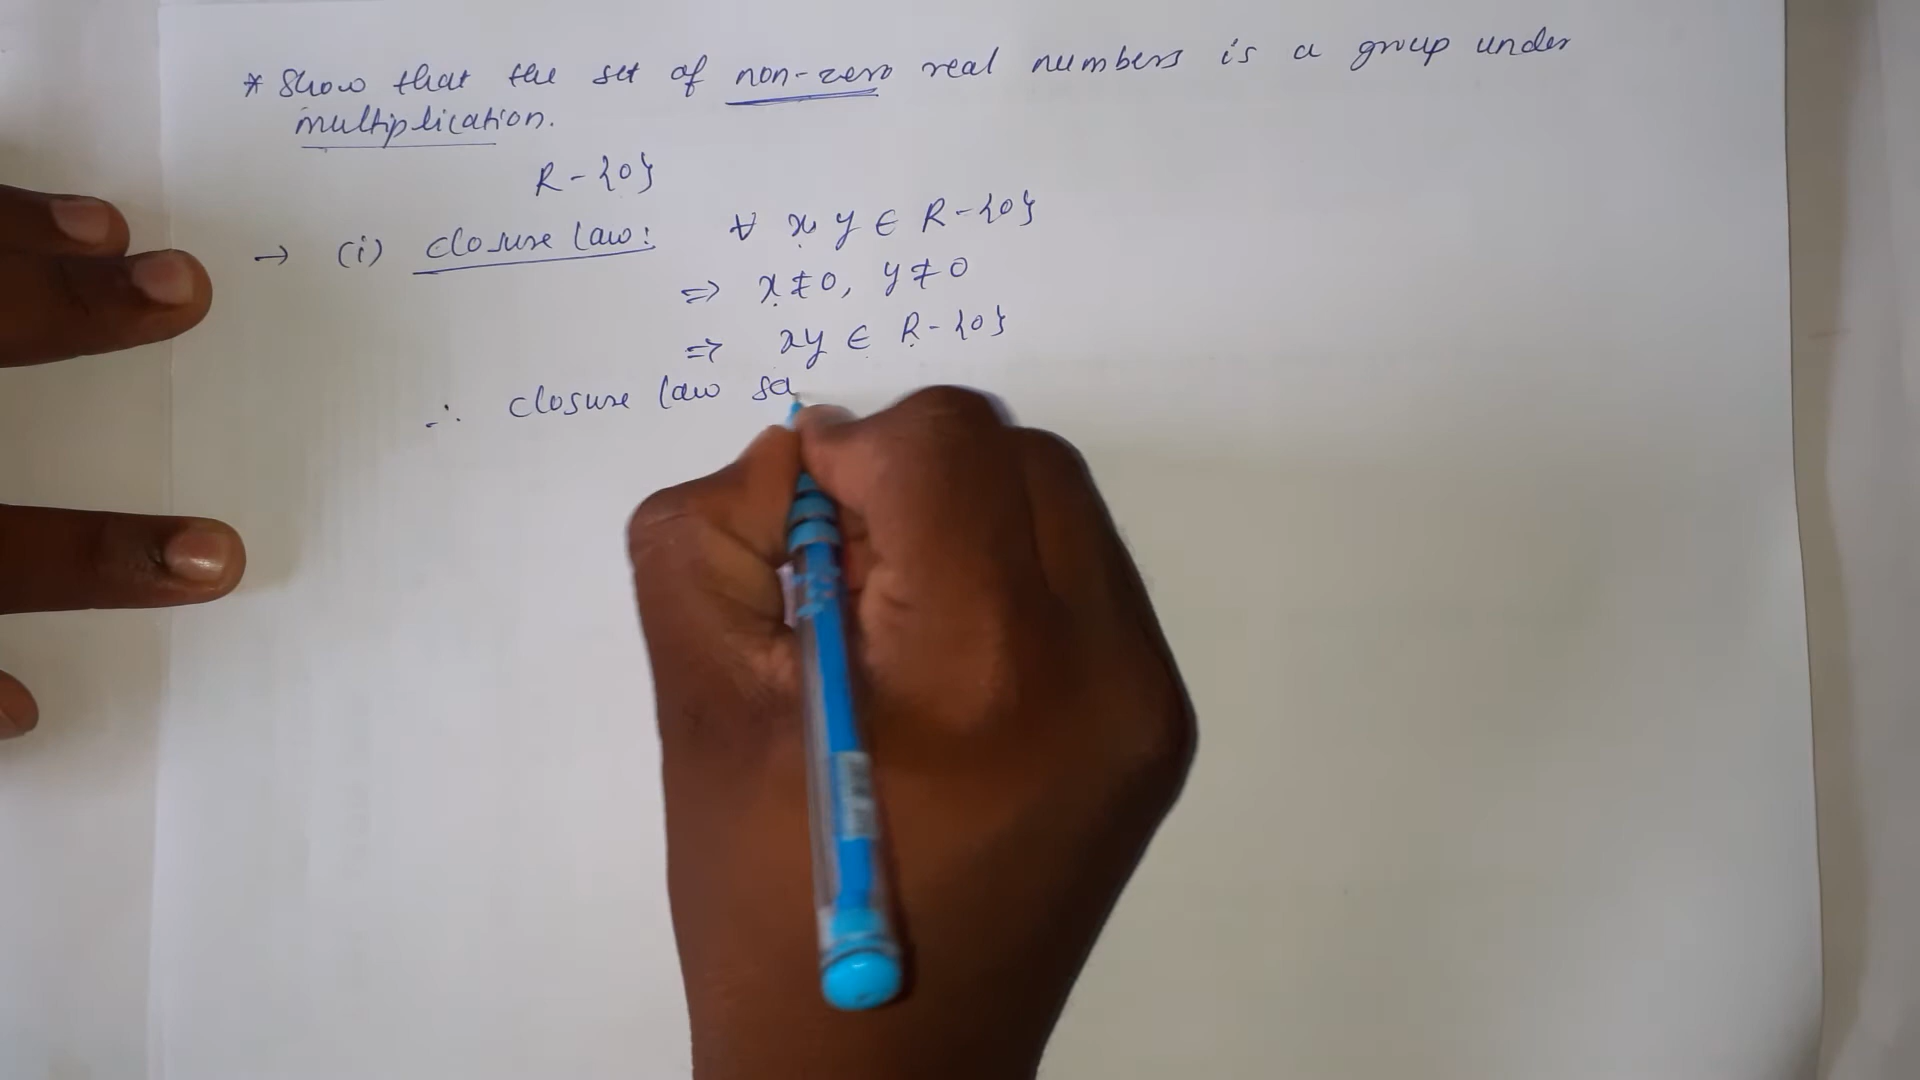 * Show that the set of non-zero real numbers is a group under
multiplication.
R - {0}
→ (i) closure law: ∀ x y ∈ R - {0}
⇒ x ≠ 0, y ≠ 0
⇒ xy ∈ R - {0}
∴ closure law sa